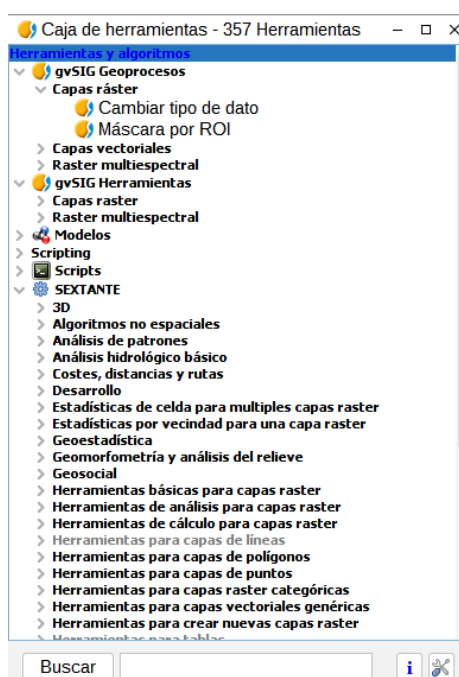 Caja de herramientas - 357 Herramientas
Herramientas y algoritmos
gvSIG Geoprocesos
Capas ráster
Cambiar tipo de dato
Máscara por ROI
Capas vectoriales
Raster multiespectral
gvSIG Herramientas
Capas raster
Raster multiespectral
Modelos
Scripting
Scripts
SEXTANTE
3D
Algoritmos no espaciales
Análisis de patrones
Análisis hidrológico básico
Costes, distancias y rutas
Desarrollo
Estadísticas de celda para multiples capas raster
Estadísticas por vecindad para una capa raster
Geoestadística
Geomorfometría y análisis del relieve
Geosocial
Herramientas básicas para capas raster
Herramientas de análisis para capas raster
Herramientas de cálculo para capas raster
Herramientas para capas de líneas
Herramientas para capas de polígonos
Herramientas para capas de puntos
Herramientas para capas raster categóricas
Herramientas para capas vectoriales genéricas
Herramientas para crear nuevas capas raster
Herramientas para tablas
Buscar
i